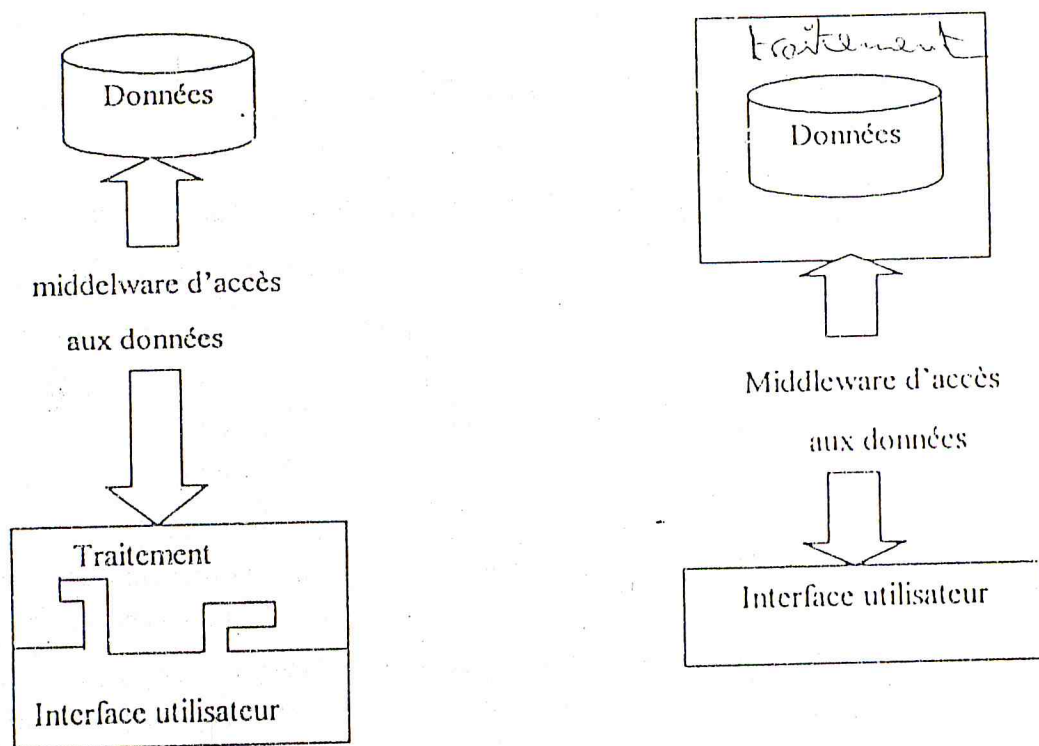 Données
middelware d'accès
aux données
Traitement
Interface utilisateur
traitement
Données
Middleware d'accès
aux données
Interface utilisateur